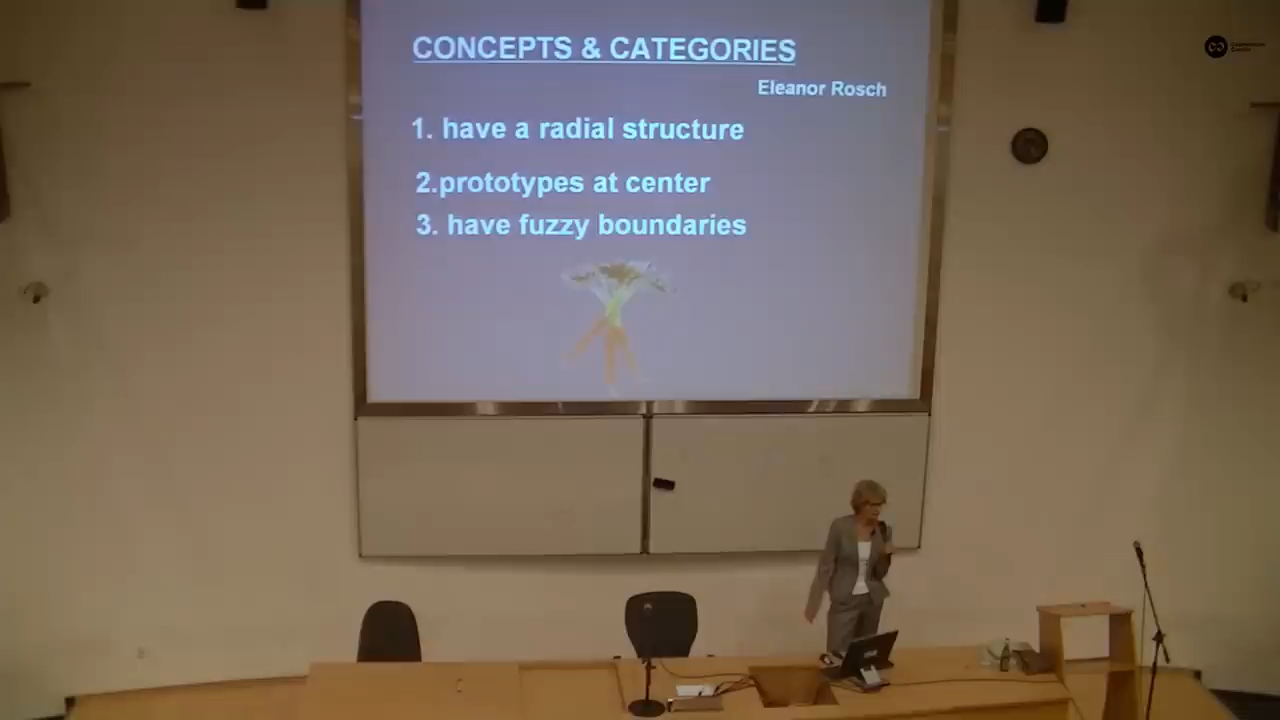 CONCEPTS & CATEGORIES
Eleanor Rosch
1. have a radial structure
2.prototypes at center
3. have fuzzy boundaries